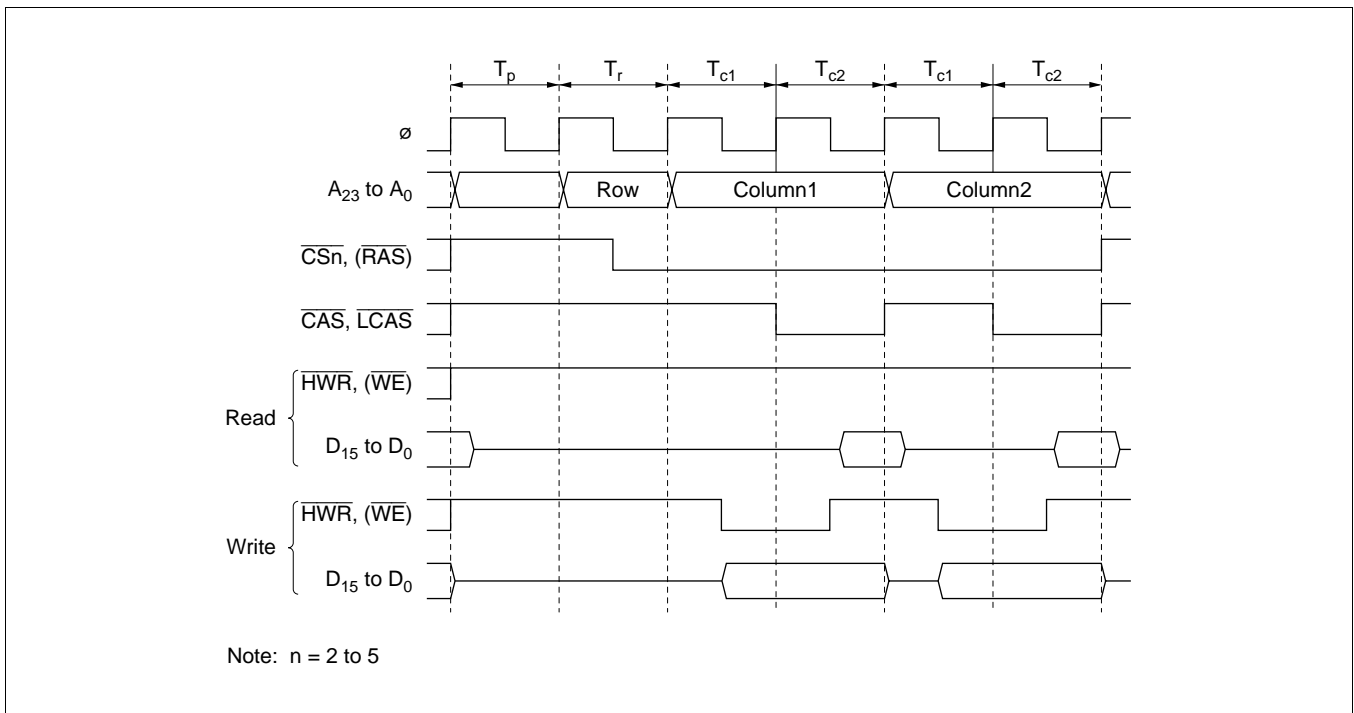 Tp Tr Tc1 Tc2 Tc1 Tc2
ø
A23 to A0 Row Column1 Column2
CSn, (RAS)
CAS, LCAS
Read
HWR, (WE)
D15 to D0
Write
HWR, (WE)
D15 to D0
Note: n = 2 to 5